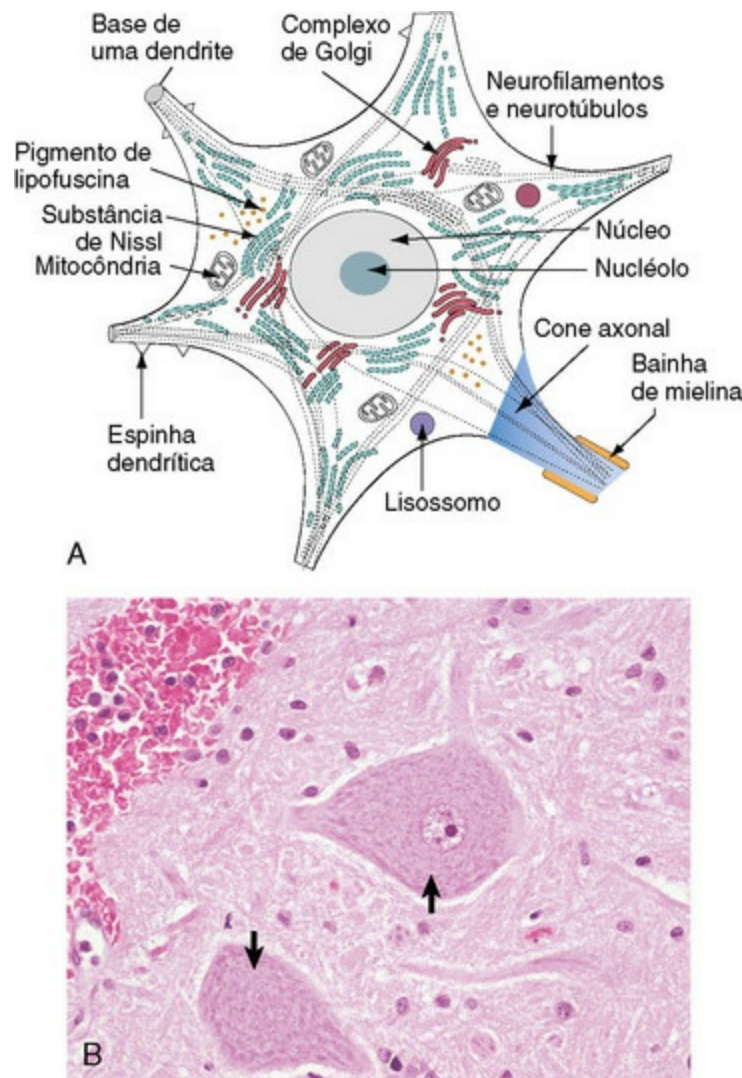 Base de
uma dendrite
Complexo
de Golgi
Neurofilamentos
e neurotúbulos
Pigmento de
lipofuscina
Substância
de Nissl
Mitocôndria
Núcleo
Nucléolo
Cone axonal
Bainha
de mielina
Espinha
dendrítica
Lisossomo
A
B